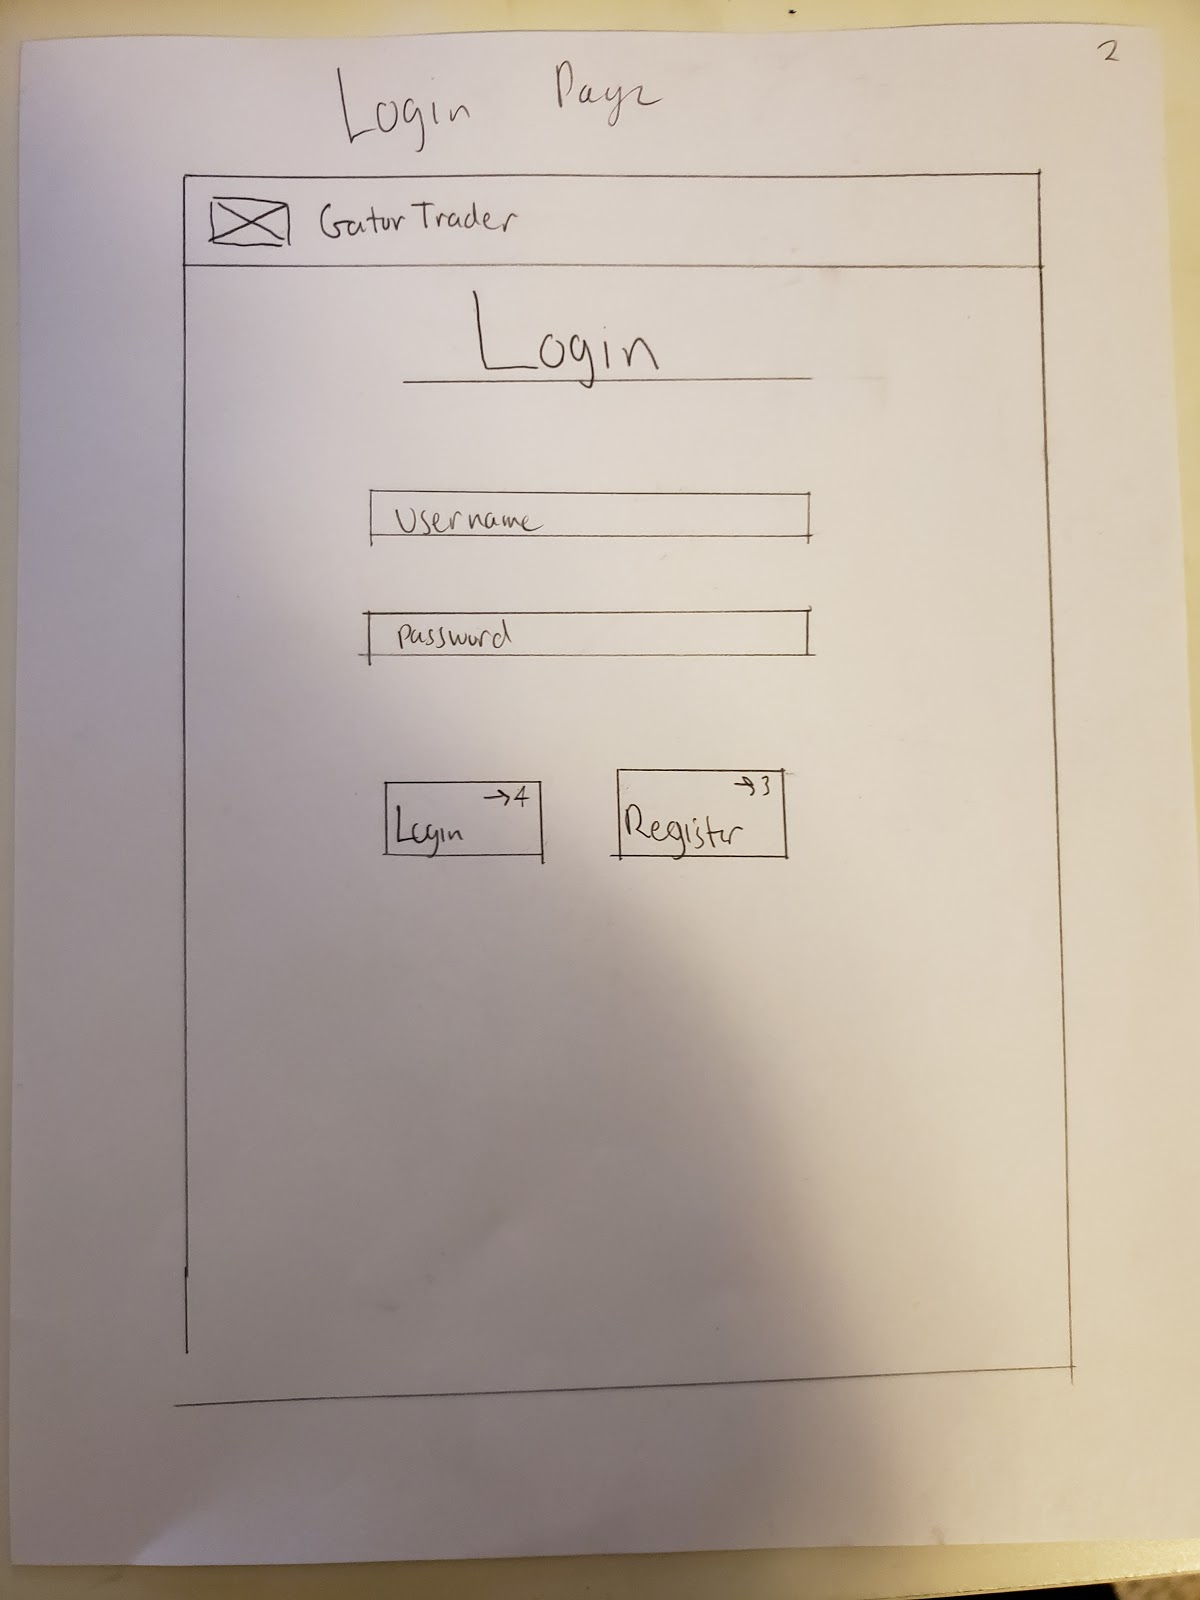 2
Login Page
Gator Trader
Login
Username
password
→4
Login
→3
Register